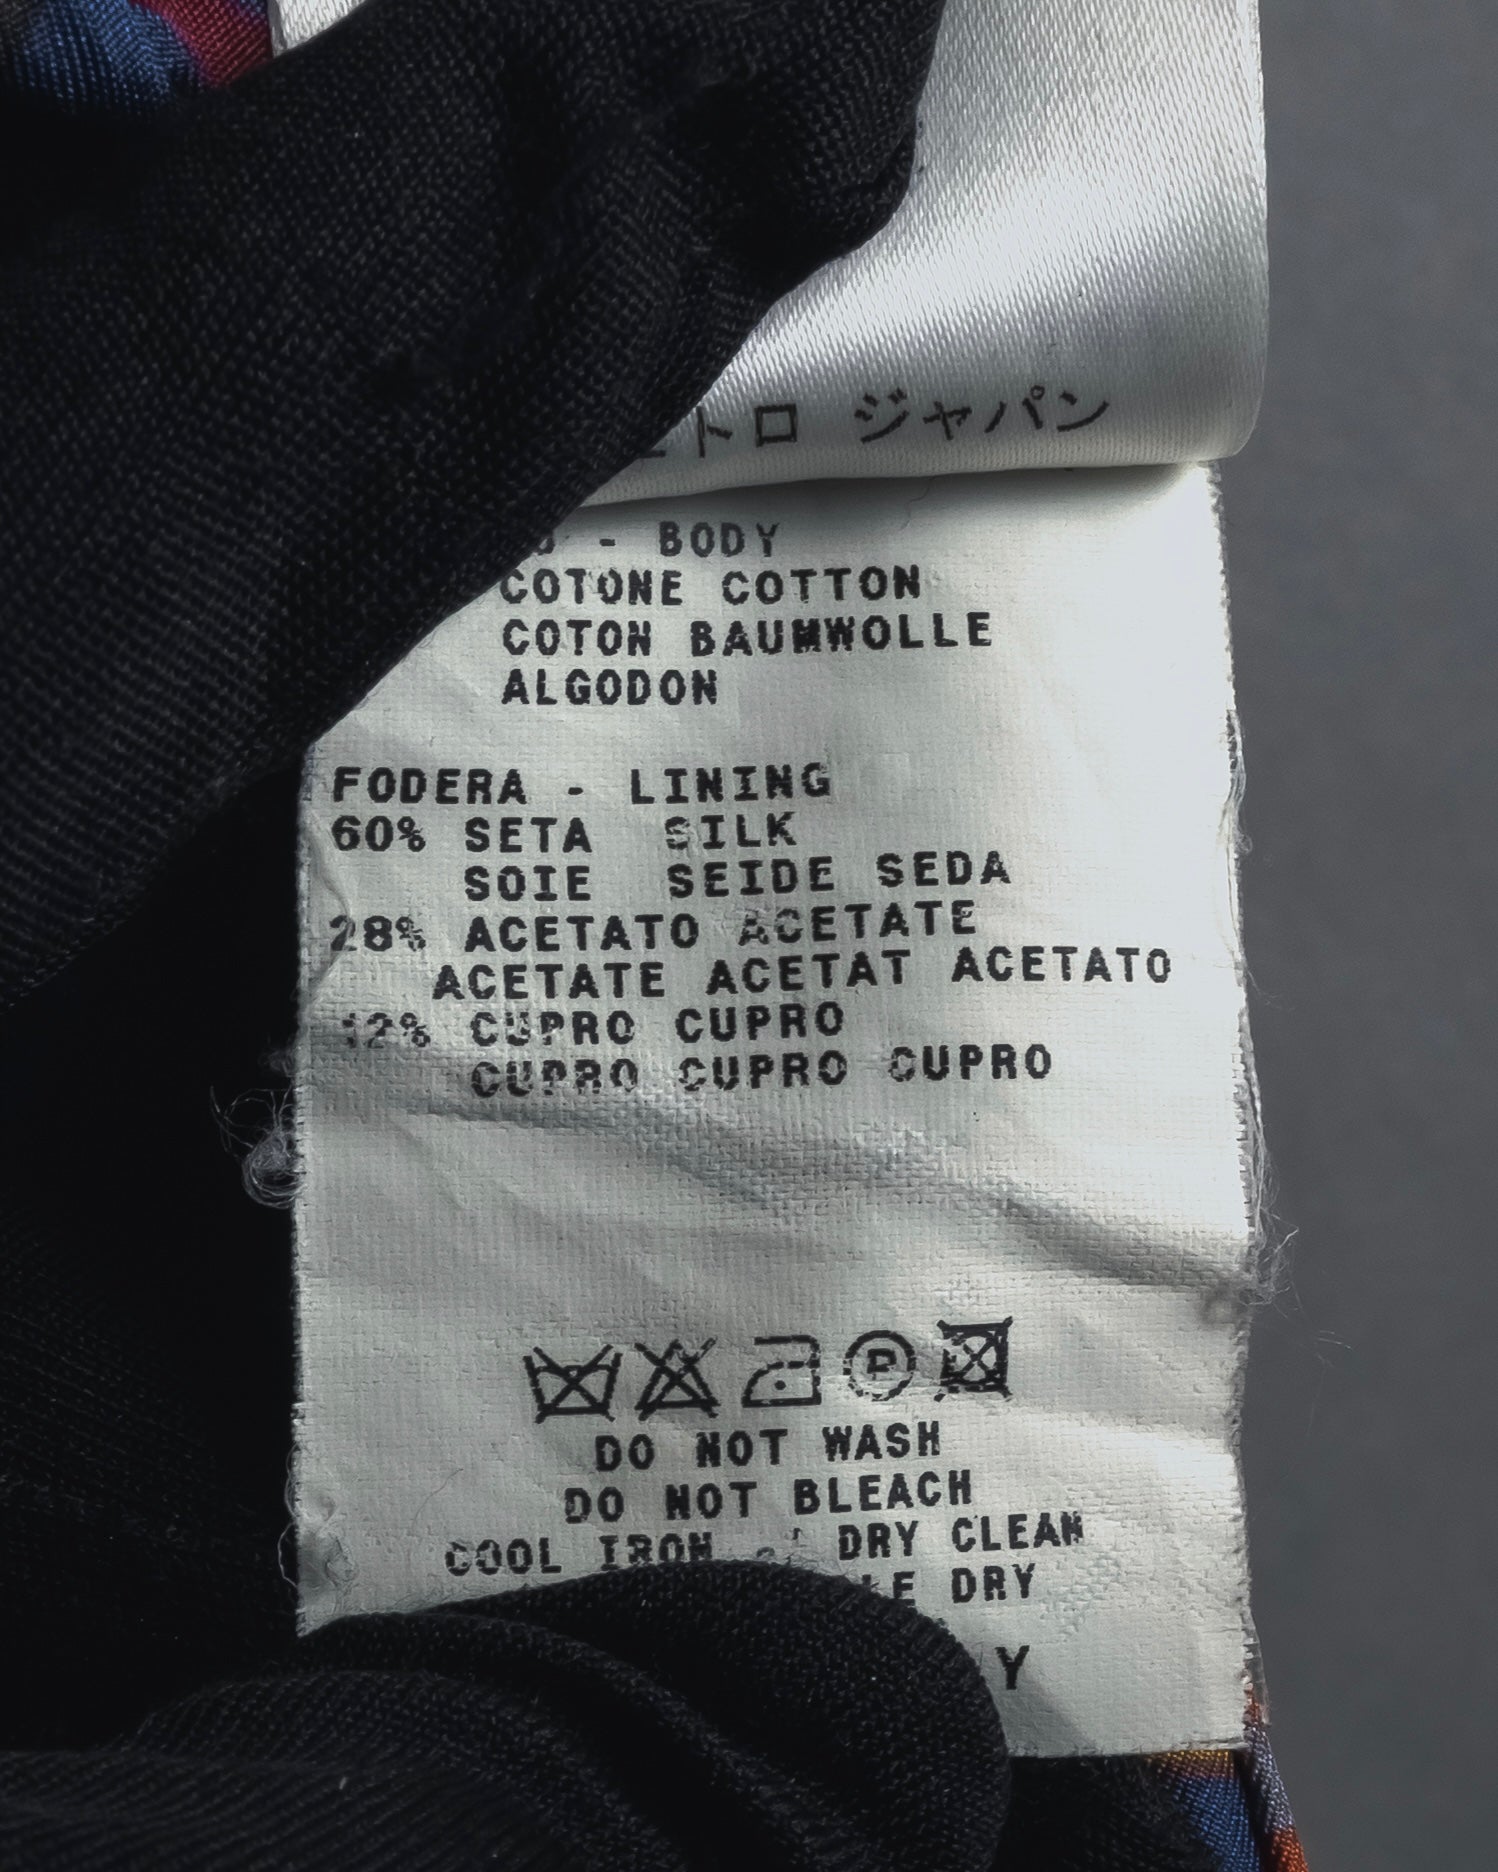 トロ ジャパン
- BODY
COTONE COTTON
COTON BAUMWOLLE
ALGODON
FODERA - LINING
60% SETA SILK
SOIE SEIDE SEDA
28% ACETATO ACETATE
ACETATE ACETAT ACETATO
12% CUPRO CUPRO
CUPRO CUPRO CUPRO
P
DO NOT WASH
DO NOT BLEACH
COOL IRON DRY CLEAN
DRY